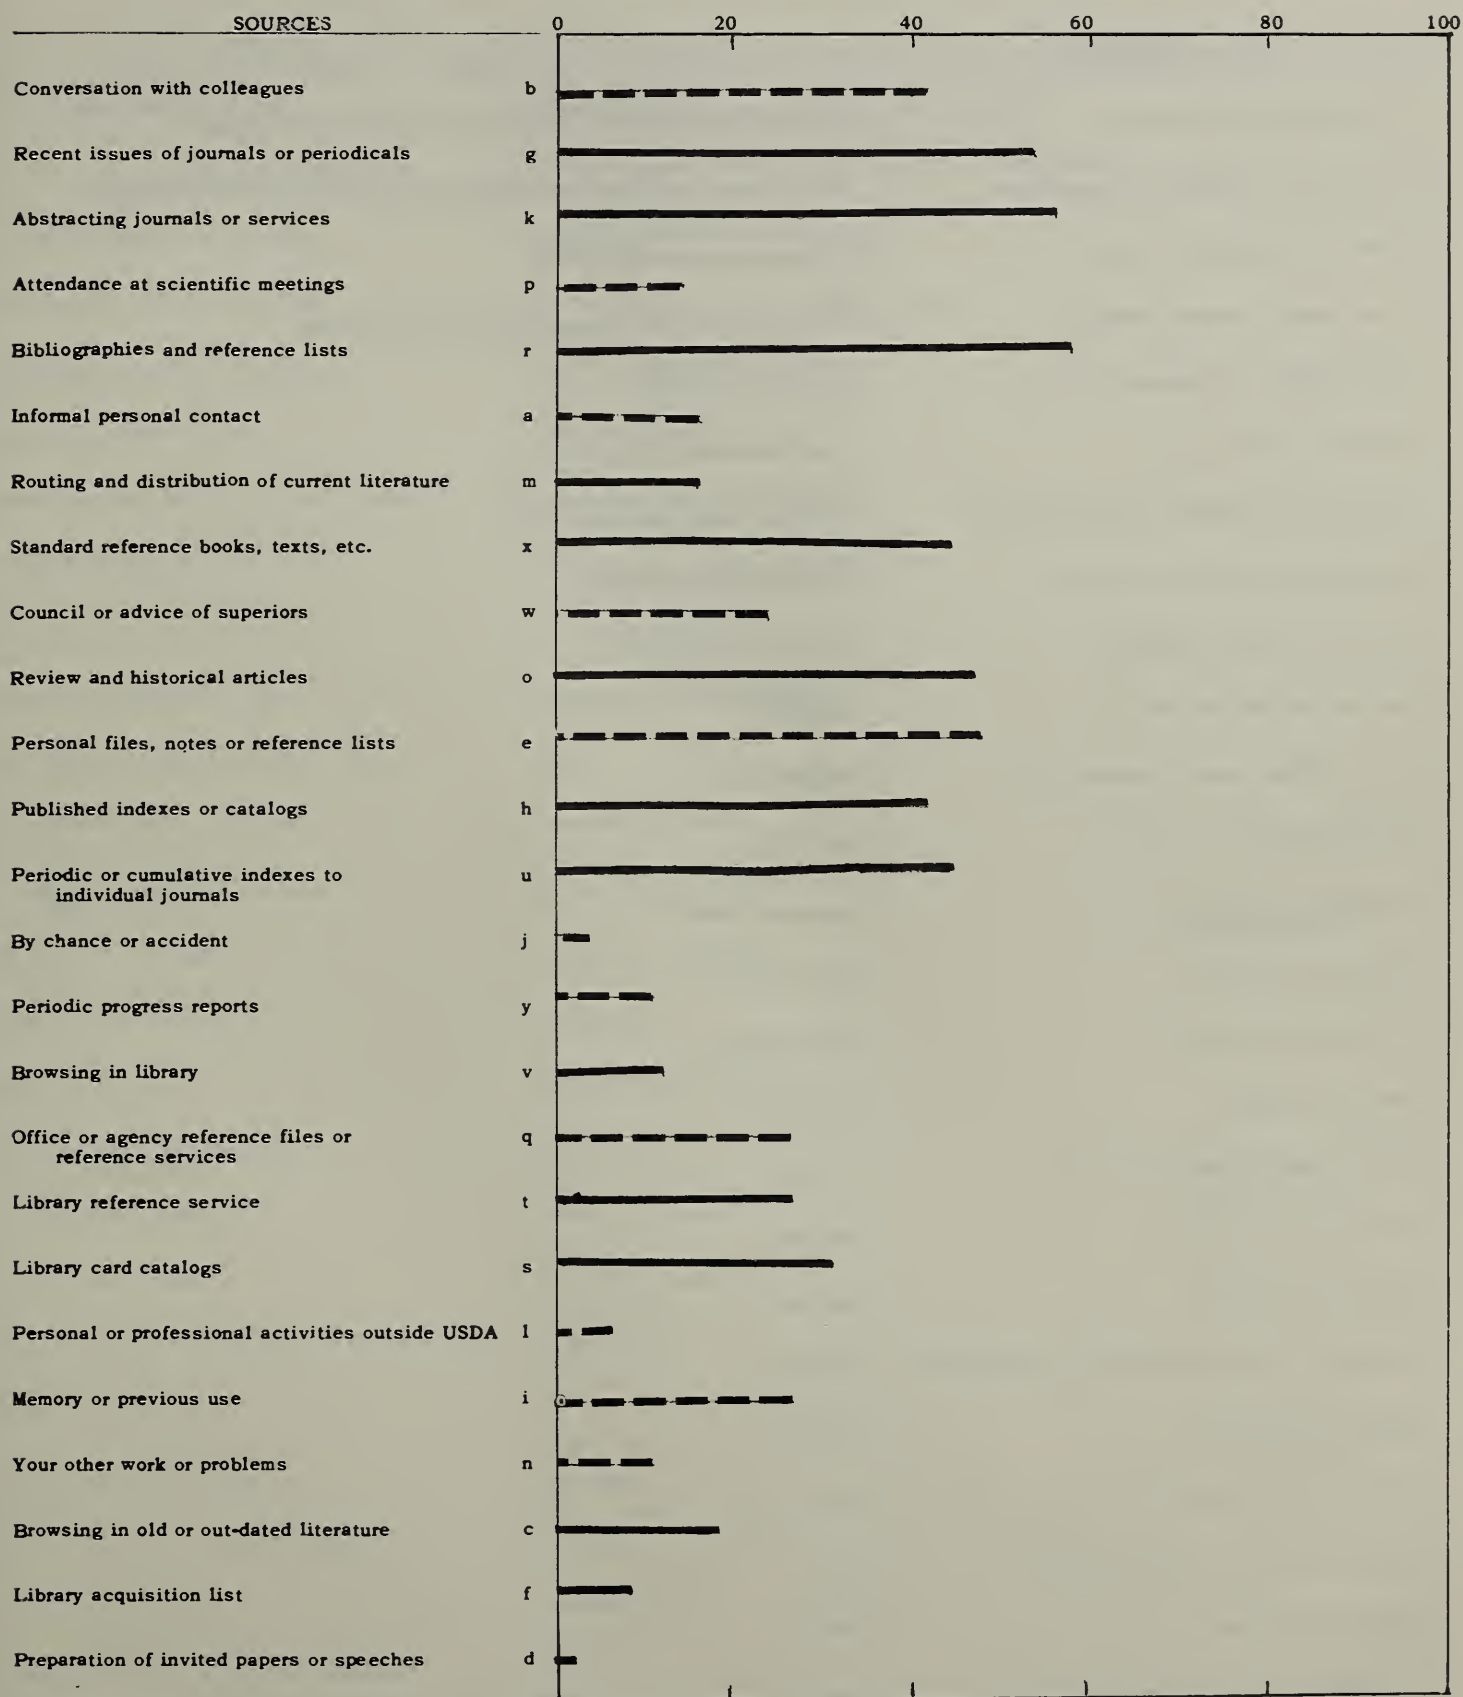 SOURCES 0 20 40 60 80 100
Conversation with colleagues b
Recent issues of journals or periodicals g
Abstracting journals or services k
Attendance at scientific meetings p
Bibliographies and reference lists r
Informal personal contact a
Routing and distribution of current literature m
Standard reference books, texts, etc. x
Council or advice of superiors w
Review and historical articles o
Personal files, notes or reference lists e
Published indexes or catalogs h
Periodic or cumulative indexes to u
individual journals
By chance or accident j
Periodic progress reports y
Browsing in library v
Office or agency reference files or q
reference services
Library reference service t
Library card catalogs s
Personal or professional activities outside USDA l
Memory or previous use i
Your other work or problems n
Browsing in old or out-dated literature c
Library acquisition list f
Preparation of invited papers or speeches d